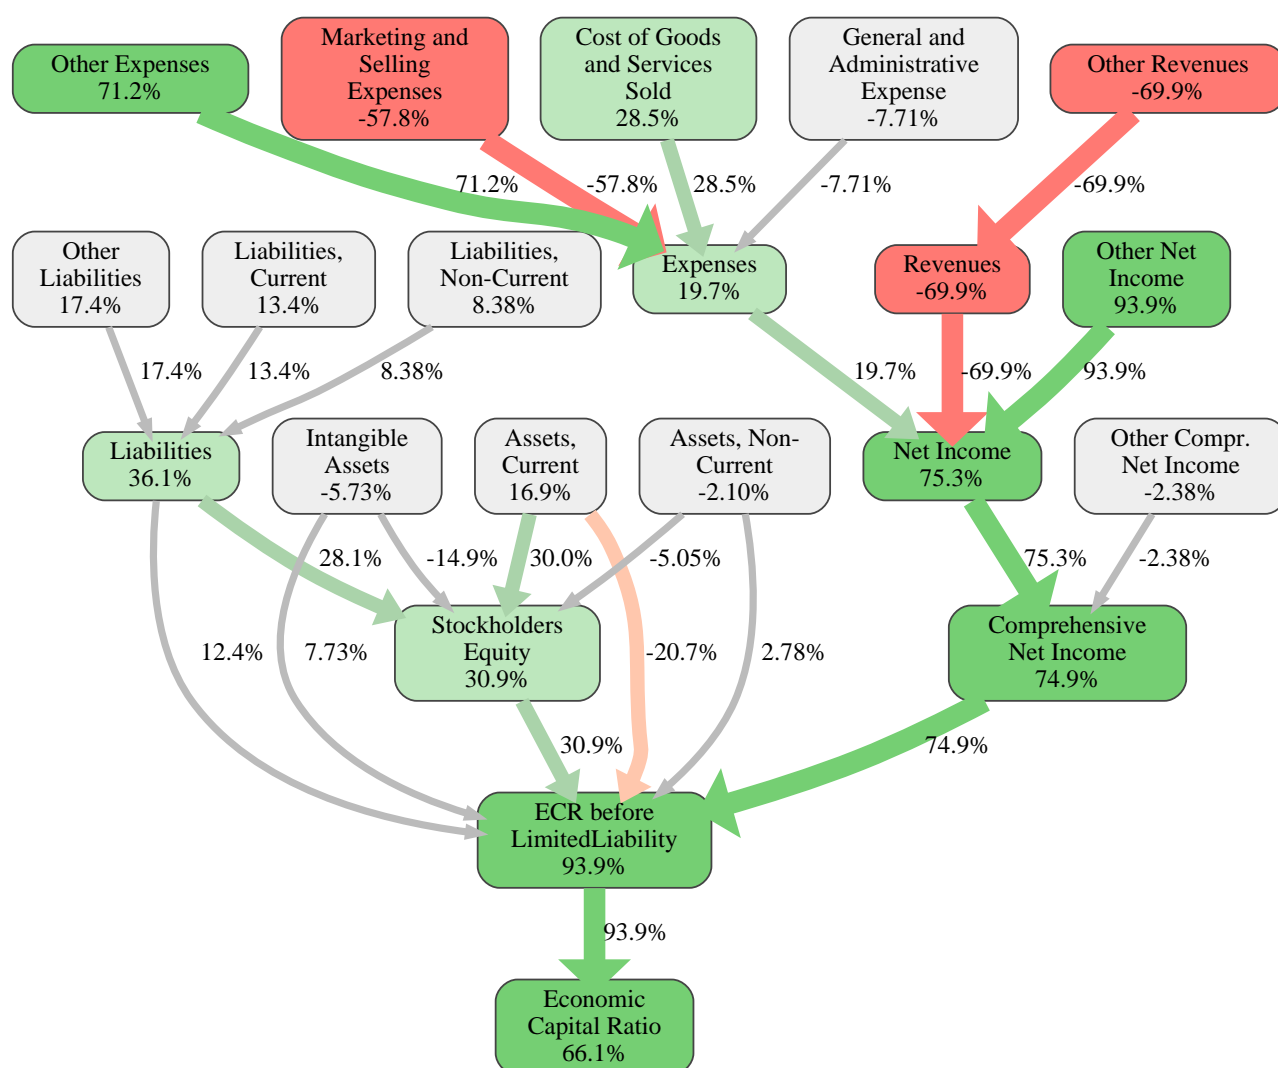 Other Expenses
71.2%
Marketing and
Selling
Expenses
-57.8%
Cost of Goods
and Services
Sold
28.5%
General and
Administrative
Expense
-7.71%
Other Revenues
-69.9%
71.2%
-57.8%
28.5%
-7.71%
-69.9%
Other
Liabilities
17.4%
Liabilities,
Current
13.4%
Liabilities,
Non-Current
8.38%
Expenses
19.7%
Revenues
-69.9%
Other Net
Income
93.9%
17.4%
13.4%
8.38%
19.7%
-69.9%
93.9%
Liabilities
36.1%
Intangible
Assets
-5.73%
Assets,
Current
16.9%
Assets, Non-
Current
-2.10%
Net Income
75.3%
Other Compr.
Net Income
-2.38%
28.1%
-14.9%
30.0%
-5.05%
75.3%
-2.38%
Stockholders
Equity
30.9%
Comprehensive
Net Income
74.9%
12.4%
7.73%
-20.7%
2.78%
30.9%
74.9%
ECR before
LimitedLiability
93.9%
93.9%
Economic
Capital Ratio
66.1%